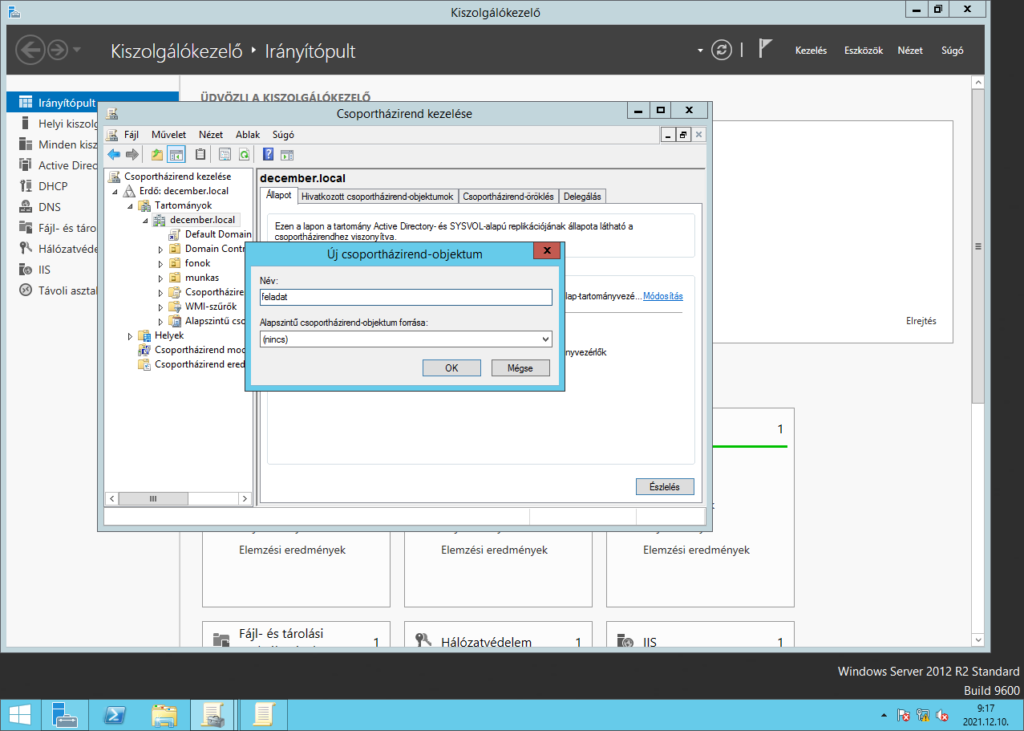 Kiszolgálókezelő
Kiszolgálókezelő
Irányítópult
Kezelés
Eszközök
Nézet
Súgó
Irányítópult
Helyi kiszolg
Minden kisz
Active Direc
DHCP
DNS
Fájl- és táro
Hálózatvéde
IIS
Távoli asztal
ÜDVÖZLI A KISZOLGÁLÓKEZELŐ
Csoportházirend kezelése
Fájl
Művelet
Nézet
Ablak
Súgó
Csoportházirend kezelése
Erdő: december.local
Tartományok
december.local
Default Domain
Domain Contr
fonok
munkas
Csoportházire
WMI-szűrők
Alapszintű cso
Helyek
Csoportházirend mod
Csoportházirend ered
december.local
Állapot
Hivatkozott csoportházirend-objektumok
Csoportházirend-öröklés
Delegálás
Ezen a lapon a tartomány Active Directory- és SYSVOL-alapú replikációjának állapota látható a
csoportházirendhez viszonyítva.
lap-tartományvezé...
Módosítás
nyvezérlők
Észlelés
Új csoportházirend-objektum
Név:
feladat
Alapszintű csoportházirend-objektum forrása:
(nincs)
OK
Mégse
Elrejtés
1
Elemzési eredmények
Elemzési eredmények
Elemzési eredmények
Fájl- és tárolási
1
Hálózatvédelem
1
IIS
1
Windows Server 2012 R2 Standard
Build 9600
9:17
2021.12.10.